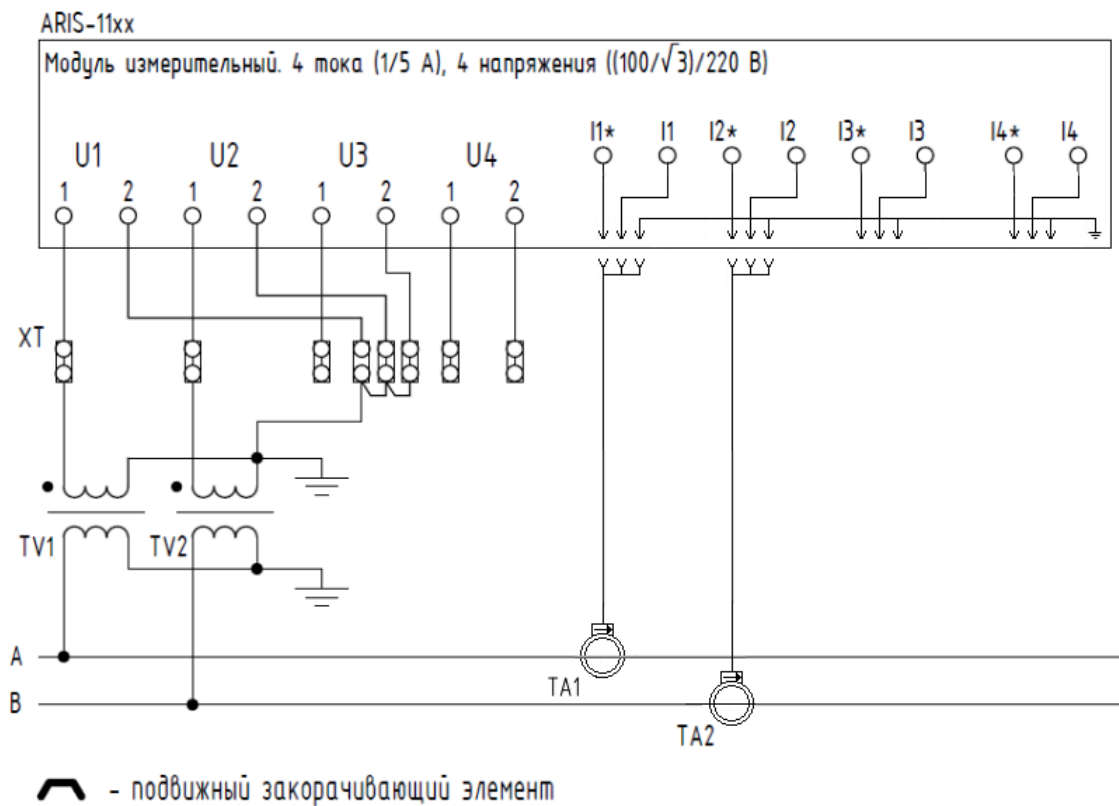 ARIS-11xx
Модуль измерительный. 4 тока (1/5 А), 4 напряжения ((100/√3)/220 В)
I1* I1 I2* I2 I3* I3 I4* I4
U1 U2 U3 U4
1 2 1 2 1 2 1 2
XT
TV1 TV2
A
TA1
B
TA2
- подвижный закорачивающий элемент